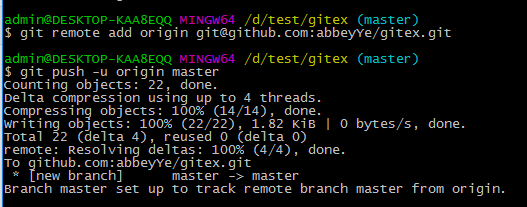 admin@DESKTOP-KAA8EQQ MINGW64 /d/test/gitex (master)
$ git remote add origin git@github.com:abbeyYe/gitex.git
admin@DESKTOP-KAA8EQQ MINGW64 /d/test/gitex (master)
$ git push -u origin master
Counting objects: 22, done.
Delta compression using up to 4 threads.
Compressing objects: 100% (14/14), done.
Writing objects: 100% (22/22), 1.82 KiB | 0 bytes/s, done.
Total 22 (delta 4), reused 0 (delta 0)
remote: Resolving deltas: 100% (4/4), done.
To github.com:abbeyYe/gitex.git
 * [new branch]      master -> master
Branch master set up to track remote branch master from origin.